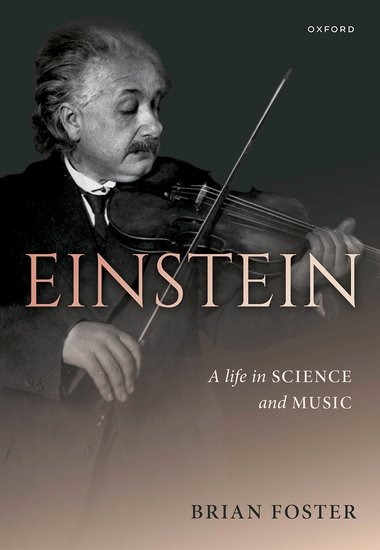 OXFORD
EINSTEIN
A life in SCIENCE
and MUSIC
BRIAN FOSTER